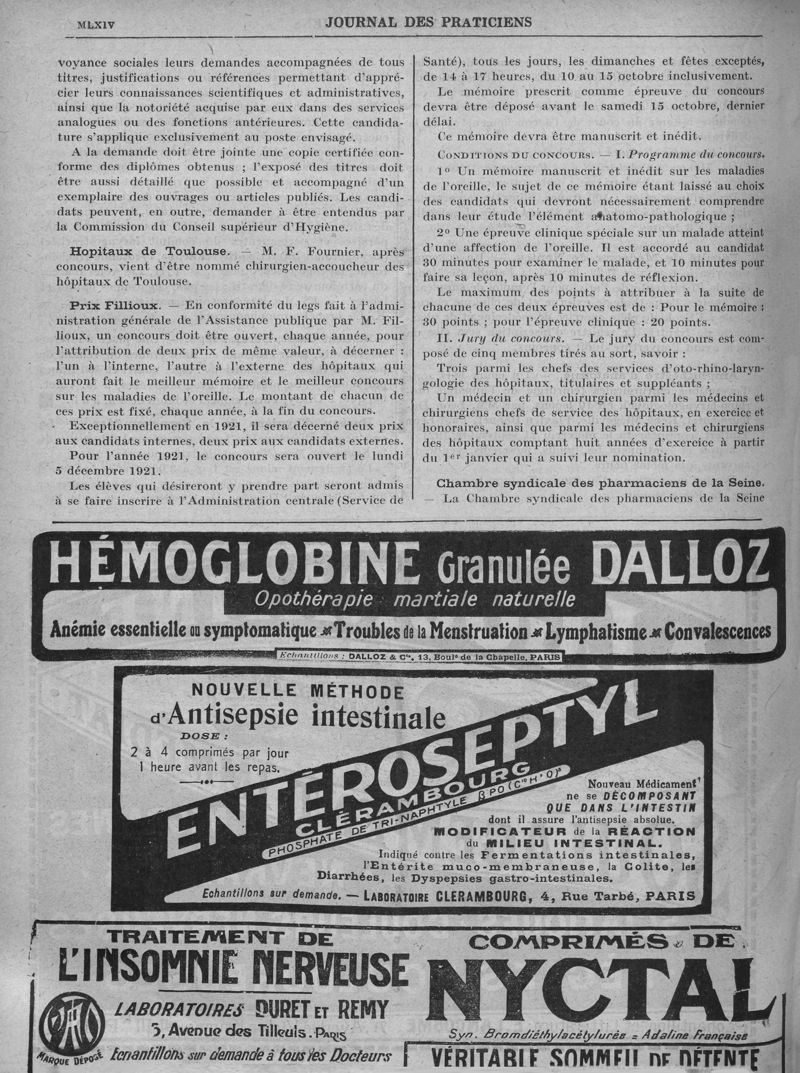 MLXIV
JOURNAL DES PRATICIENS
voyance sociales leurs demandes accompagnées de tous
titres, justifications ou références permettant d'appré-
cier leurs connaissances scientifiques et administratives,
ainsi que la notoriété acquise par eux dans des services
analogues ou des fonctions antérieures. Cette candida-
ture s'applique exclusivement au poste envisagé.
A la demande doit être jointe une copie certifiée con-
forme des diplômes obtenus ; l'exposé des titres doit
être aussi détaillé que possible et accompagné d'un
exemplaire des ouvrages ou articles publiés. Les candi-
dats peuvent, en outre, demander à être entendus par
la Commission du Conseil supérieur d'Hygiène.
Hopitaux de Toulouse. — M. F. Fournier, après
concours, vient d'être nommé chirurgien-accoucheur des
hôpitaux de Toulouse.
Prix Fillioux. — En conformité du legs fait à l'admi-
nistration générale de l'Assistance publique par M. Fil-
lioux, un concours doit être ouvert, chaque année, pour
l'attribution de deux prix de même valeur, à décerner :
l'un à l'interne, l'autre à l'externe des hôpitaux qui
auront fait le meilleur mémoire et le meilleur concours
sur les maladies de l'oreille. Le montant de chacun de
ces prix est fixé, chaque année, à la fin du concours.
Exceptionnellement en 1921, il sera décerné deux prix
aux candidats internes, deux prix aux candidats externes.
Pour l'année 1921, le concours sera ouvert le lundi
5 décembre 1921.
Les élèves qui désireront y prendre part seront admis
à se faire inscrire à l'Administration centrale (Service de
Santé), tous les jours, les dimanches et fêtes exceptés,
de 14 à 17 heures, du 10 au 15 octobre inclusivement.
Le mémoire prescrit comme épreuve du concours
devra être déposé avant le samedi 15 octobre, dernier
délai.
Ce mémoire devra être manuscrit et inédit.
CONDITIONS DU CONCOURS. — I. Programme du concours.
1° Un mémoire manuscrit et inédit sur les maladies
de l'oreille, le sujet de ce mémoire étant laissé au choix
des candidats qui devront nécessairement comprendre
dans leur étude l'élément anatomo-pathologique ;
2° Une épreuve clinique spéciale sur un malade atteint
d'une affection de l'oreille. Il est accordé au candidat
30 minutes pour examiner le malade, et 10 minutes pour
faire sa leçon, après 10 minutes de réflexion.
Le maximum des points à attribuer à la suite de
chacune de ces deux épreuves est de : Pour le mémoire :
30 points ; pour l'épreuve clinique : 20 points.
II. Jury du concours. — Le jury du concours est com-
posé de cinq membres tirés au sort, savoir :
Trois parmi les chefs des services d'oto-rhino-laryn-
gologie des hôpitaux, titulaires et suppléants ;
Un médecin et un chirurgien parmi les médecins et
chirurgiens chefs de service des hôpitaux, en exercice et
honoraires, ainsi que parmi les médecins et chirurgiens
des hôpitaux comptant huit années d'exercice à partir
du 1er janvier qui a suivi leur nomination.
Chambre syndicale des pharmaciens de la Seine.
— La Chambre syndicale des pharmaciens de la Seine
HÉMOGLOBINE Granulée DALLOZ
Opothérapie martiale naturelle
Anémie essentielle ou symptomatique Troubles de la Menstruation Lymphatisme Convalescences
Echantillons : DALLOZ & Cie, 13, Boulᵈ de la Chapelle, PARIS
NOUVELLE MÉTHODE
d'Antisepsie intestinale
DOSE :
2 à 4 comprimés par jour
1 heure avant les repas.
ENTÉROSEPTYL
CLÉRAMBOURG
PHOSPHATE DE TRI-NAPHTYLE β PO (C¹⁰H⁷O)³
Nouveau Médicament
ne se DÉCOMPOSANT
QUE DANS L'INTESTIN
dont il assure l'antisepsie absolue.
MODIFICATEUR de la RÉACTION
du MILIEU INTESTINAL.
Indiqué contre les Fermentations intestinales,
l'Entérite muco-membraneuse, la Colite, les
Diarrhées, les Dyspepsies gastro-intestinales.
Echantillons sur demande. — LABORATOIRE CLERAMBOURG, 4, Rue Tarbé, PARIS
TRAITEMENT DE
L'INSOMNIE NERVEUSE
LABORATOIRES DURET ET REMY
3, Avenue des Tilleuls. PARIS
MARQUE DÉPOSÉ
Echantillons sur demande à tous les Docteurs
COMPRIMÉS DE
NYCTAL
Syn. Bromdiéthylacétylurée = Adaline Française
VÉRITABLE SOMMEIL DE DÉTENTE